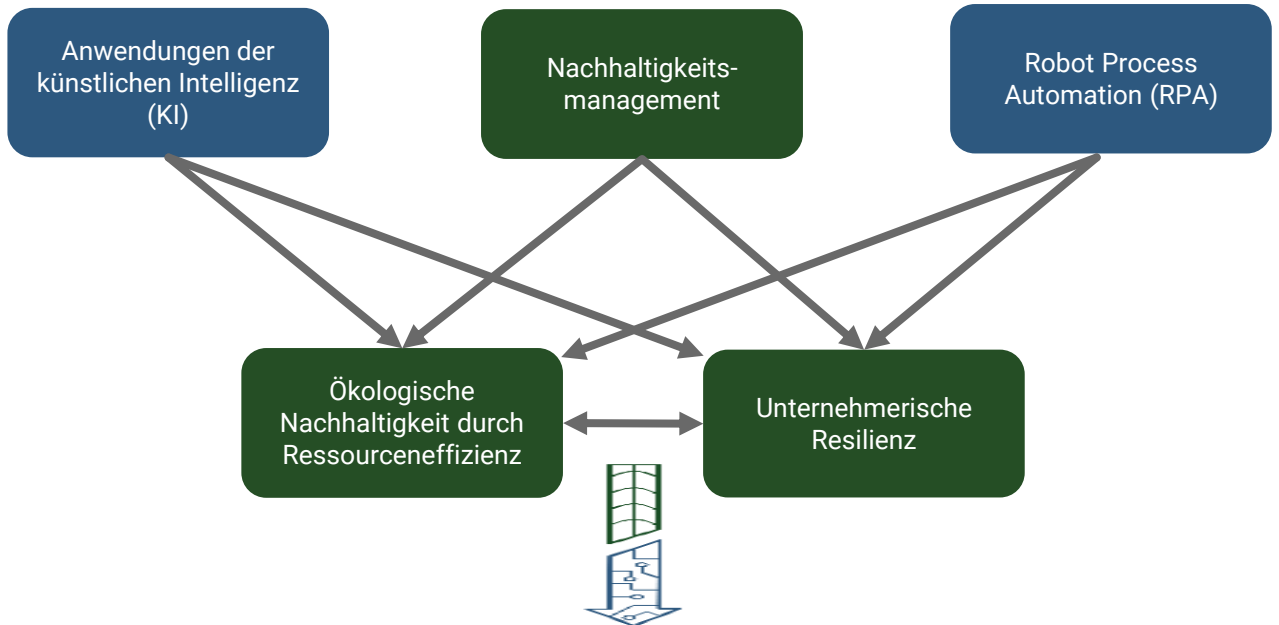 Anwendungen der
künstlichen Intelligenz
(KI)
Nachhaltigkeits-
management
Robot Process
Automation (RPA)
Ökologische
Nachhaltigkeit durch
Ressourceneffizienz
Unternehmerische
Resilienz